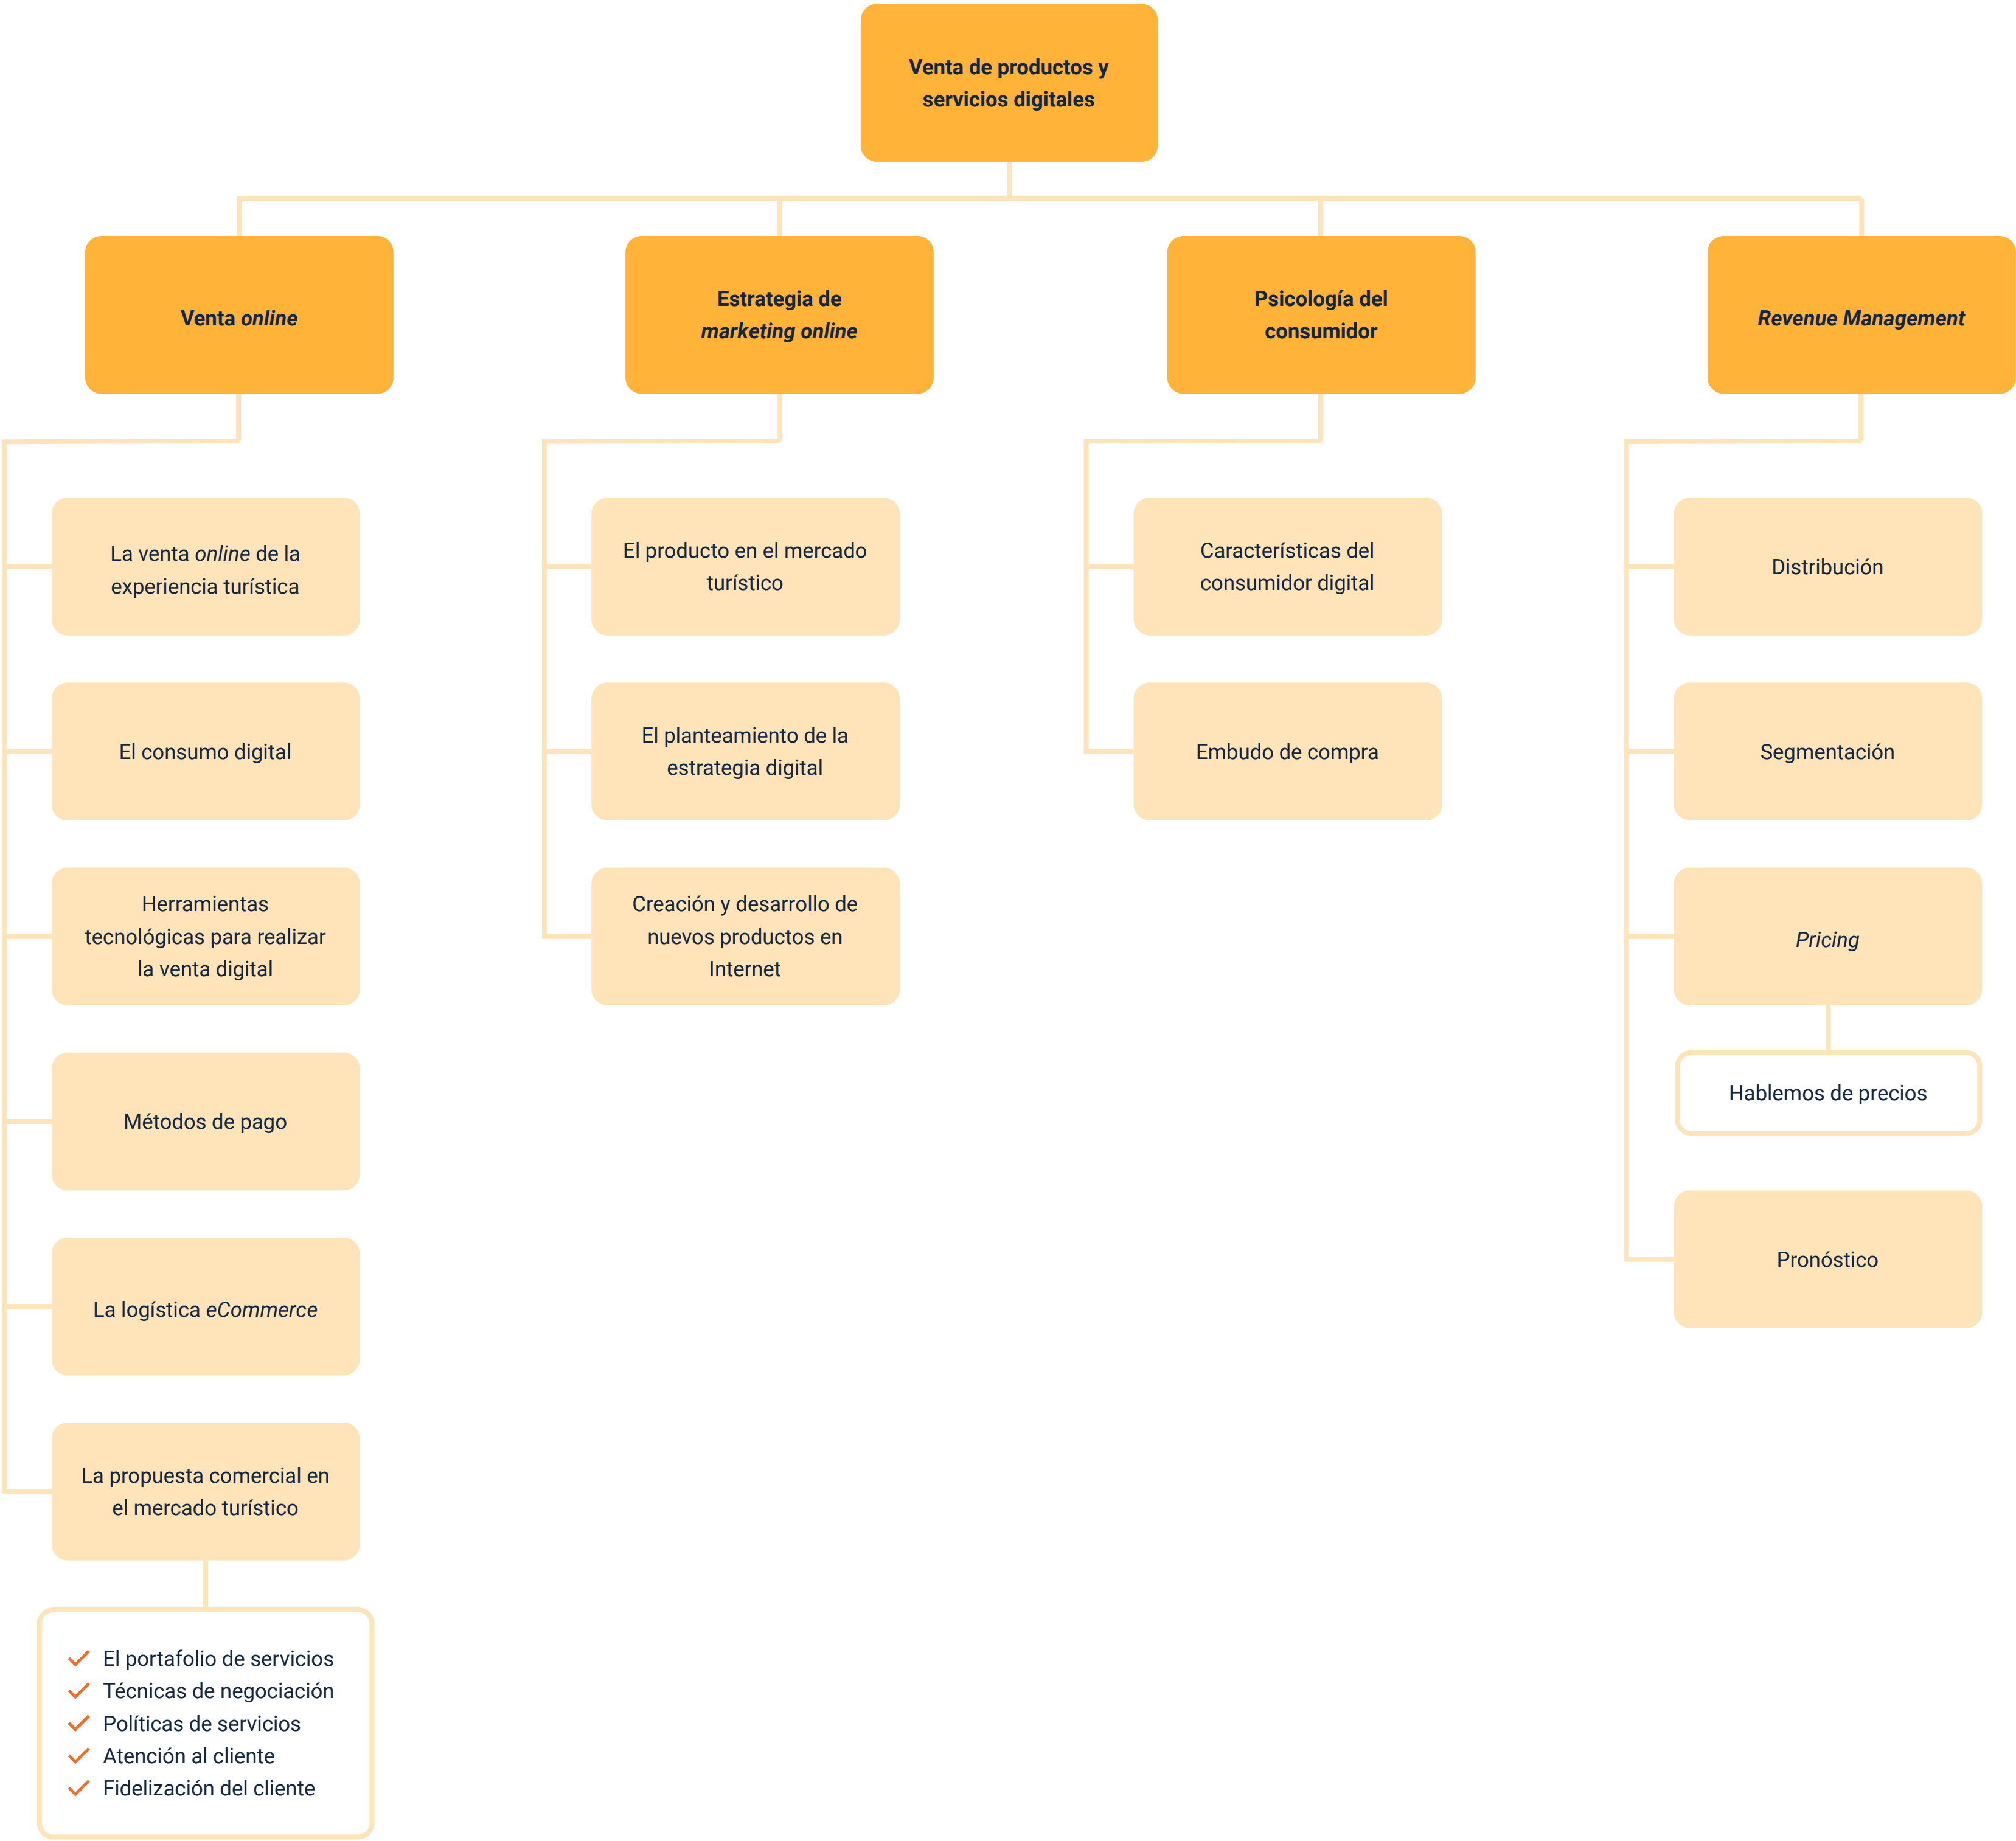 Venta de productos y
servicios digitales
Venta online
Estrategia de
marketing online
Psicología del
consumidor
Revenue Management
La venta online de la
experiencia turística
El consumo digital
Herramientas
tecnológicas para realizar
la venta digital
Métodos de pago
La logística eCommerce
La propuesta comercial en
el mercado turístico
El portafolio de servicios
Técnicas de negociación
Políticas de servicios
Atención al cliente
Fidelización del cliente
El producto en el mercado
turístico
El planteamiento de la
estrategia digital
Creación y desarrollo de
nuevos productos en
Internet
Características del
consumidor digital
Embudo de compra
Distribución
Segmentación
Pricing
Hablemos de precios
Pronóstico